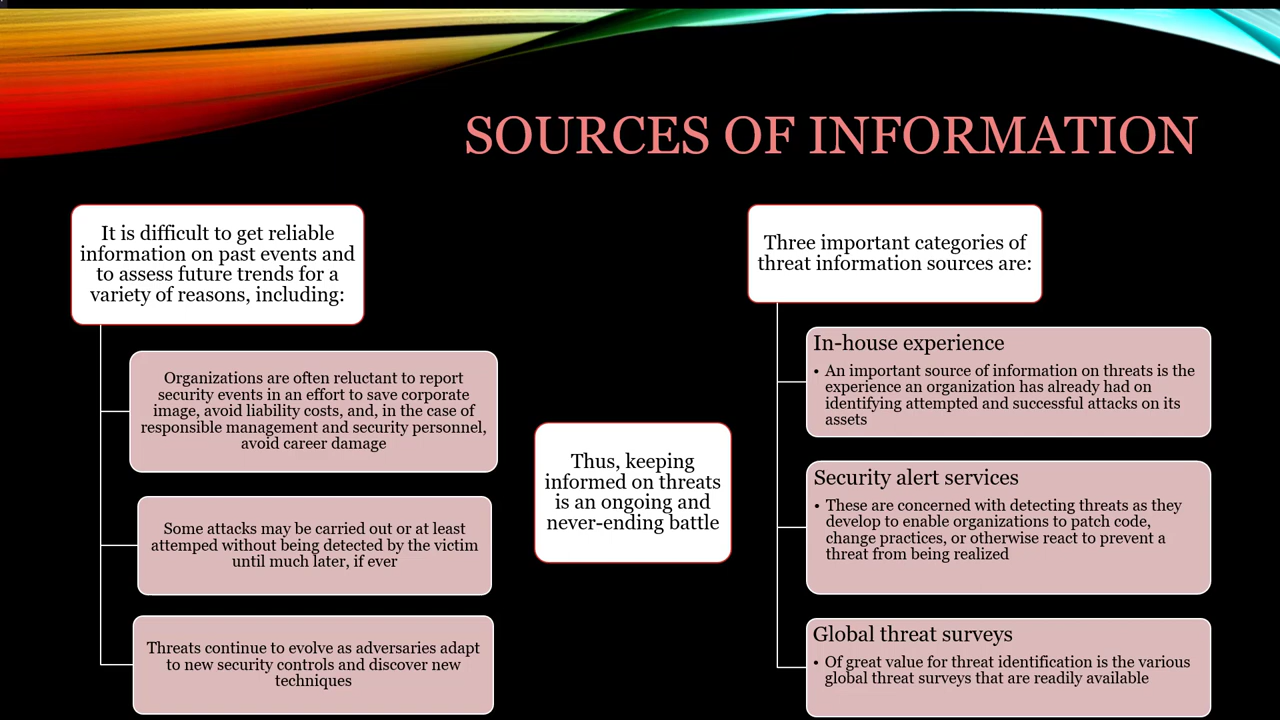 SOURCES OF INFORMATION
It is difficult to get reliable
information on past events and
to assess future trends for a
variety of reasons, including:
Organizations are often reluctant to report
security events in an effort to save corporate
image, avoid liability costs, and, in the case of
responsible management and security personnel,
avoid career damage
Some attacks may be carried out or at least
attemped without being detected by the victim
until much later, if ever
Threats continue to evolve as adversaries adapt
to new security controls and discover new
techniques
Thus, keeping
informed on threats
is an ongoing and
never-ending battle
Three important categories of
threat information sources are:
In-house experience
• An important source of information on threats is the
experience an organization has already had on
identifying attempted and successful attacks on its
assets
Security alert services
• These are concerned with detecting threats as they
develop to enable organizations to patch code,
change practices, or otherwise react to prevent a
threat from being realized
Global threat surveys
• Of great value for threat identification is the various
global threat surveys that are readily available